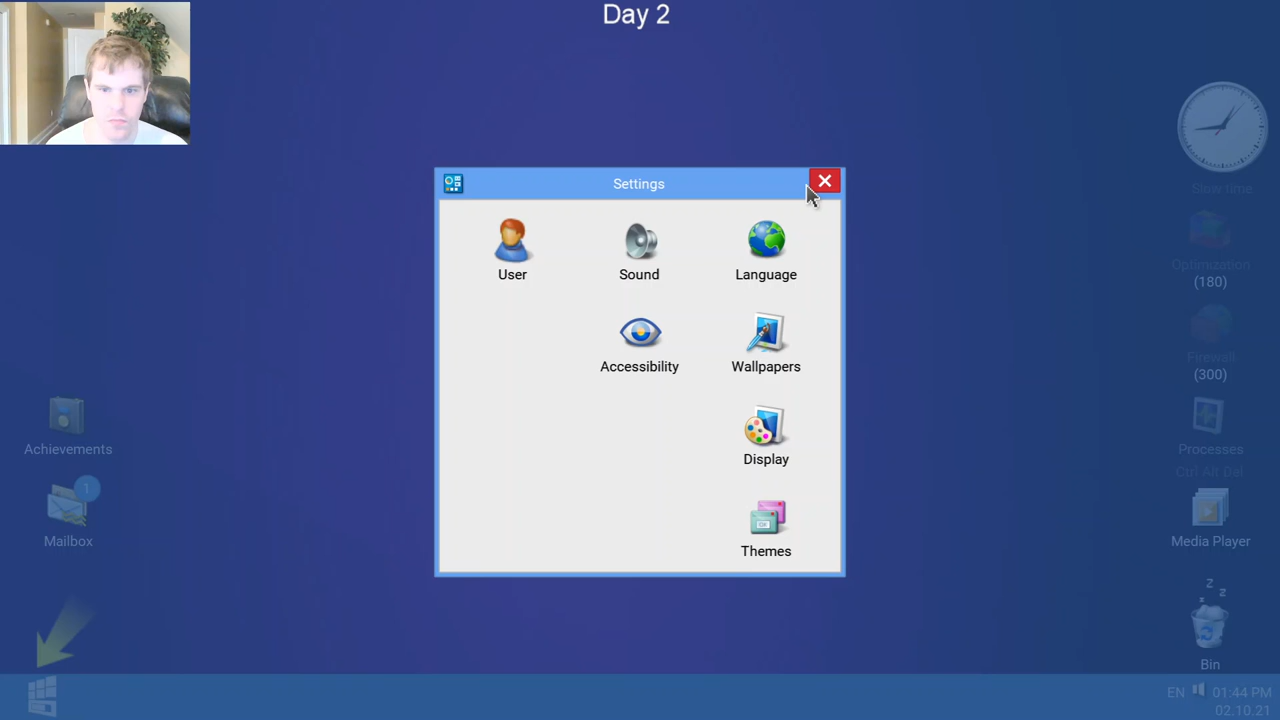 Day 2
Settings
User
Sound
Language
Accessibility
Wallpapers
Display
Themes
Achievements
1
Mailbox
Slow time
Optimization
(180)
Firewall
(300)
Processes
Ctrl Alt Del
Media Player
z
z
Bin
EN
01:44 PM
02.10.21